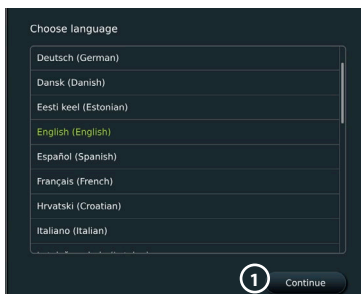 Choose language
Deutsch (German)
Dansk (Danish)
Eesti keel (Estonian)
English (English)
Español (Spanish)
Français (French)
Hrvatski (Croatian)
Italiano (Italian)
1
Continue